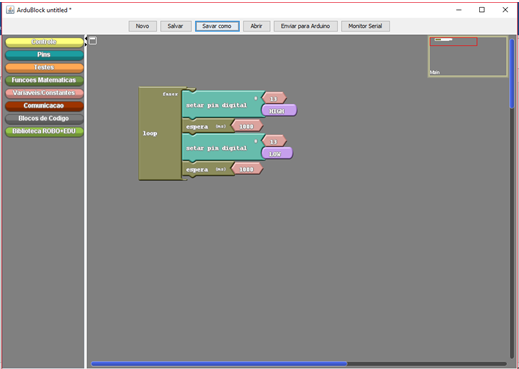 ArduBlock untitled *
Novo
Salvar
Savar como
Abrir
Enviar para Arduino
Monitor Serial
Controle
Pins
Testes
Funcoes Matematicas
Variaveis/Constantes
Comunicacao
Blocos de Codigo
Biblioteca ROBO+EDU
Main
loop
fazer
setar pin digital
# 13
HIGH
espera (ms) 1000
setar pin digital
# 13
LOW
espera (ms) 1000